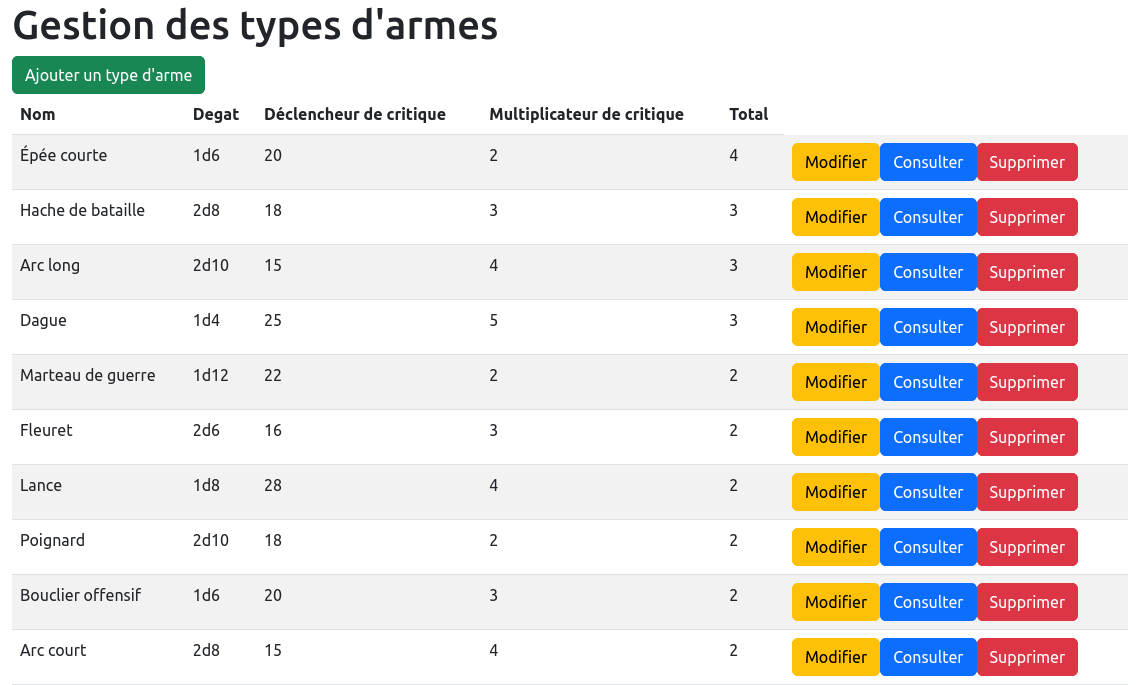 Gestion des types d'armes
Ajouter un type d'arme
Nom Degat Déclencheur de critique Multiplicateur de critique Total
Épée courte 1d6 20 2 4 Modifier Consulter Supprimer
Hache de bataille 2d8 18 3 3 Modifier Consulter Supprimer
Arc long 2d10 15 4 3 Modifier Consulter Supprimer
Dague 1d4 25 5 3 Modifier Consulter Supprimer
Marteau de guerre 1d12 22 2 2 Modifier Consulter Supprimer
Fleuret 2d6 16 3 2 Modifier Consulter Supprimer
Lance 1d8 28 4 2 Modifier Consulter Supprimer
Poignard 2d10 18 2 2 Modifier Consulter Supprimer
Bouclier offensif 1d6 20 3 2 Modifier Consulter Supprimer
Arc court 2d8 15 4 2 Modifier Consulter Supprimer